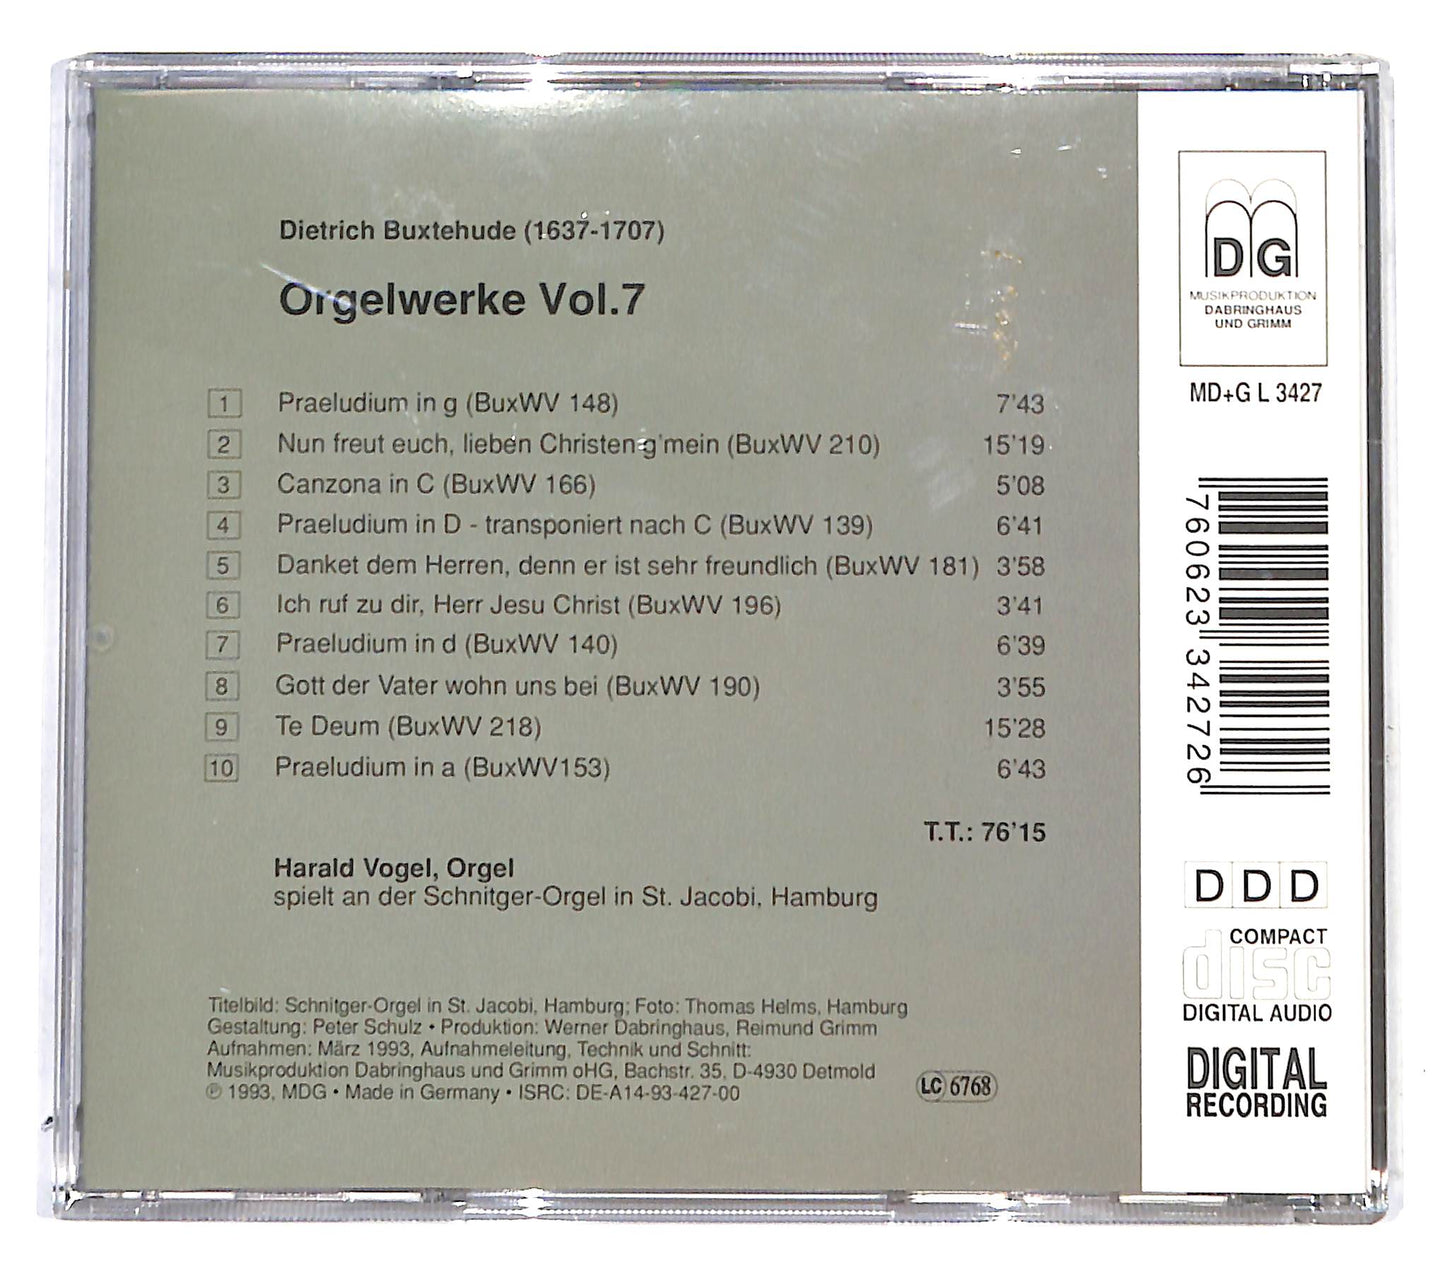 Dietrich Buxtehude (1637-1707)
Orgelwerke Vol.7
1 Praeludium in g (BuxWV 148) 7'43
2 Nun freut euch, lieben Christen g'mein (BuxWV 210) 15'19
3 Canzona in C (BuxWV 166) 5'08
4 Praeludium in D - transponiert nach C (BuxWV 139) 6'41
5 Danket dem Herren, denn er ist sehr freundlich (BuxWV 181) 3'58
6 Ich ruf zu dir, Herr Jesu Christ (BuxWV 196) 3'41
7 Praeludium in d (BuxWV 140) 6'39
8 Gott der Vater wohn uns bei (BuxWV 190) 3'55
9 Te Deum (BuxWV 218) 15'28
10 Praeludium in a (BuxWV153) 6'43
T.T.: 76'15
Harald Vogel, Orgel
spielt an der Schnitger-Orgel in St. Jacobi, Hamburg
Titelbild: Schnitger-Orgel in St. Jacobi, Hamburg; Foto: Thomas Helms, Hamburg
Gestaltung: Peter Schulz • Produktion: Werner Dabringhaus, Reimund Grimm
Aufnahmen: März 1993, Aufnahmeleitung, Technik und Schnitt:
Musikproduktion Dabringhaus und Grimm oHG, Bachstr. 35, D-4930 Detmold
℗ 1993, MDG • Made in Germany • ISRC: DE-A14-93-427-00
LC 6768
DG
MUSIKPRODUKTION
DABRINGHAUS
UND GRIMM
MD+G L 3427
760623 342726
DDD
COMPACT
disc
DIGITAL AUDIO
DIGITAL
RECORDING